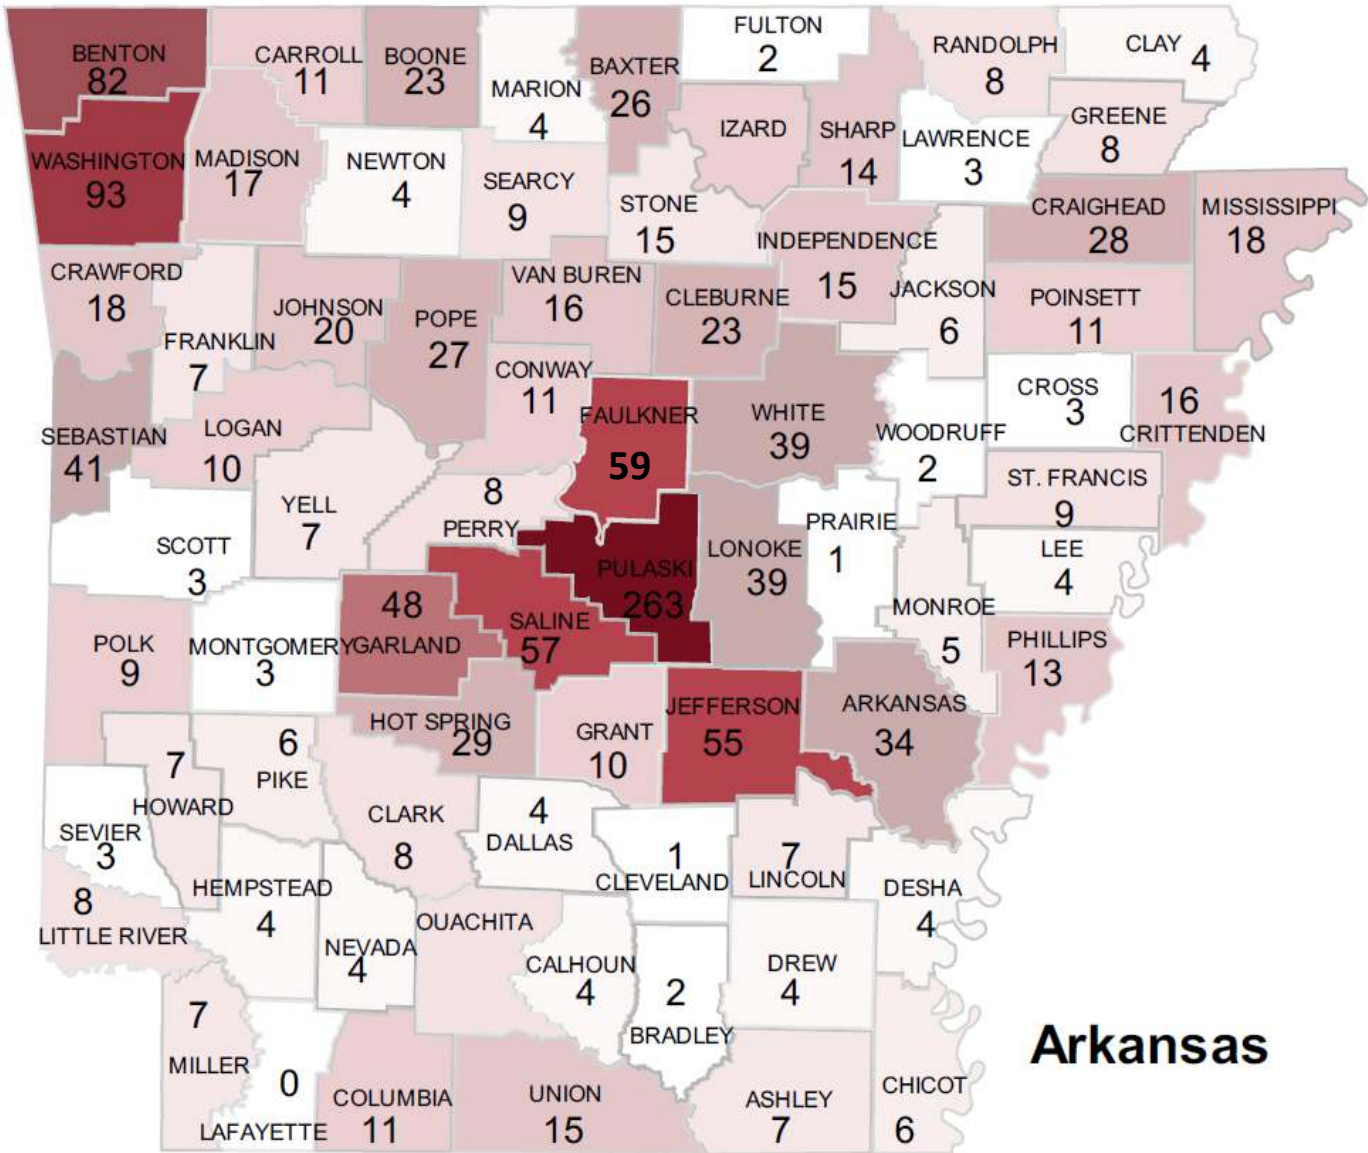 BENTON
82
CARROLL
11
BOONE
23
MARION
4
BAXTER
26
FULTON
2
IZARD
SHARP
14
RANDOLPH
8
CLAY
4
LAWRENCE
3
GREENE
8
WASHINGTON
93
MADISON
17
NEWTON
4
SEARCY
9
STONE
15
INDEPENDENCE
15
CRAIGHEAD
28
MISSISSIPPI
18
CRAWFORD
18
FRANKLIN
7
JOHNSON
20
POPE
27
VAN BUREN
16
CLEBURNE
23
JACKSON
6
POINSETT
11
CONWAY
11
FAULKNER
59
WHITE
39
WOODRUFF
2
CROSS
3
16
CRITTENDEN
SEBASTIAN
41
LOGAN
10
YELL
7
8
PERRY
ST. FRANCIS
9
SCOTT
3
PULASKI
263
LONOKE
39
PRAIRIE
1
LEE
4
MONROE
5
PHILLIPS
13
POLK
9
MONTGOMERY
3
48
GARLAND
SALINE
57
HOT SPRING
29
GRANT
10
JEFFERSON
55
ARKANSAS
34
7
HOWARD
6
PIKE
CLARK
8
4
DALLAS
1
CLEVELAND
7
LINCOLN
DESHA
4
SEVIER
3
8
LITTLE RIVER
HEMPSTEAD
4
NEVADA
4
OUACHITA
CALHOUN
4
2
BRADLEY
DREW
4
7
MILLER
0
LAFAYETTE
COLUMBIA
11
UNION
15
ASHLEY
7
CHICOT
6
Arkansas